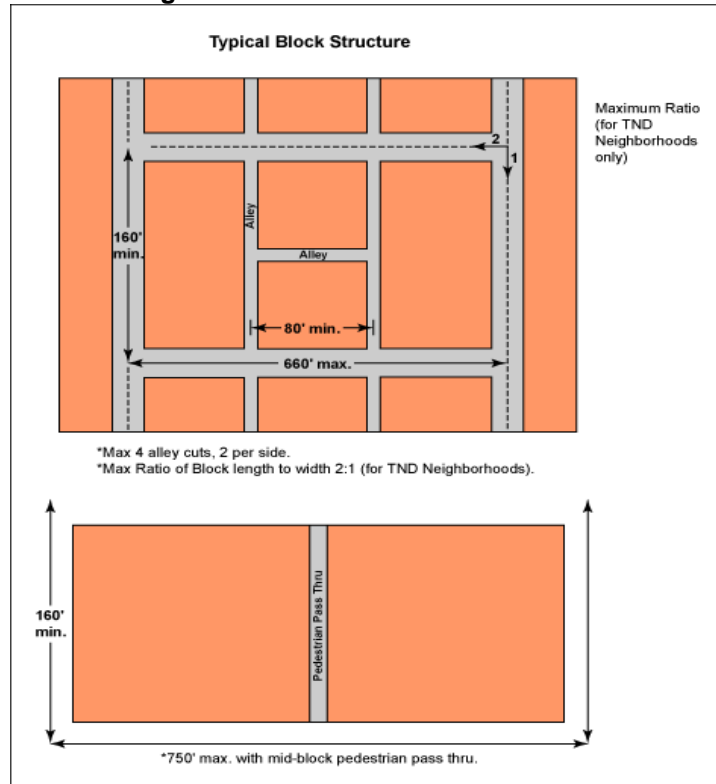 Typical Block Structure
Maximum Ratio
(for TND
Neighborhoods
only)
2
1
Alley
160'
min.
Alley
80' min.
660' max.
*Max 4 alley cuts, 2 per side.
*Max Ratio of Block length to width 2:1 (for TND Neighborhoods).
160'
min.
Pedestrian Pass Thru
*750' max. with mid-block pedestrian pass thru.